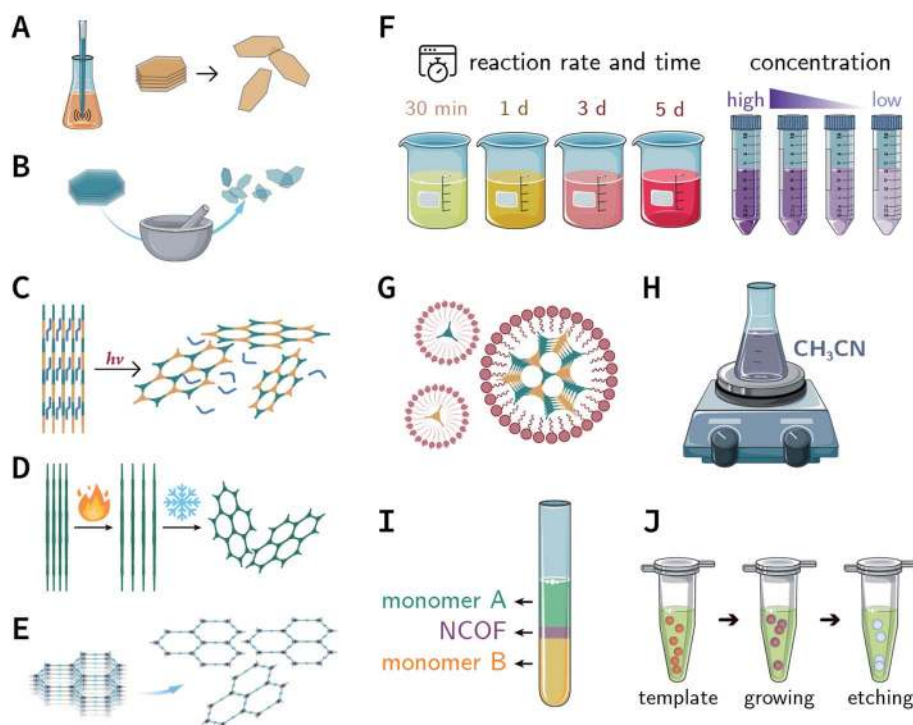 A
B
C
hν
D
E
F
reaction rate and time
30 min
1 d
3 d
5 d
concentration
high
low
G
H
CH₃CN
I
monomer A
NCOF
monomer B
J
template
growing
etching